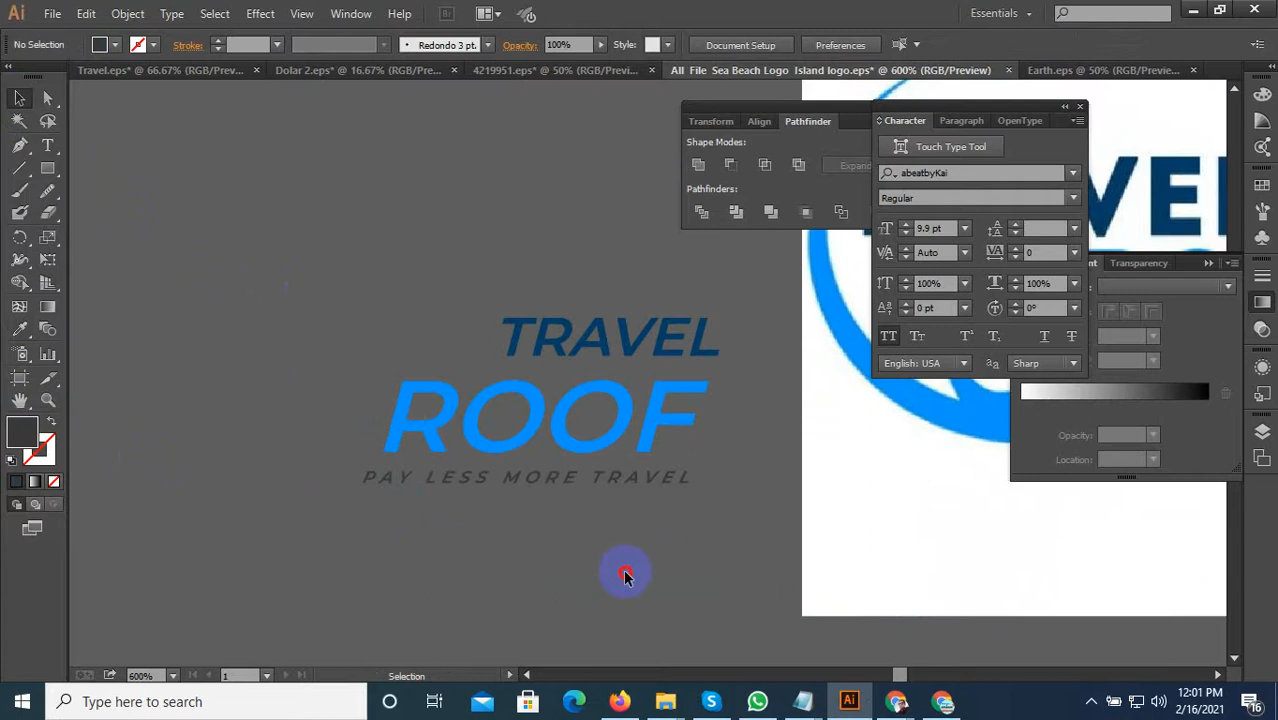 Ai File Edit Object Type Select Effect View Window Help Br Essentials
No Selection Stroke: Redondo 3 pt. Opacity: 100% Style: Document Setup Preferences
Travel.eps* @ 66.67% (RGB/Prev... Dolar 2.eps* @ 16.67% (RGB/Pre... 4219951.eps* @ 50% (RGB/Previ... All File Sea Beach Logo Island logo.eps* @ 600% (RGB/Preview) Earth.eps @ 50% (RGB/Previe...
Transform Align Pathfinder
Shape Modes:
Expand
Pathfinders:
Character Paragraph OpenType
Touch Type Tool
abeatbyKai
Regular
9.9 pt
Auto 0
100% 100%
0 pt 0°
English: USA aa Sharp
Transparency
Opacity:
Location:
VE
TRAVEL
ROOF
PAY LESS MORE TRAVEL
600% 1 Selection
Type here to search
12:01 PM
2/16/2021
16